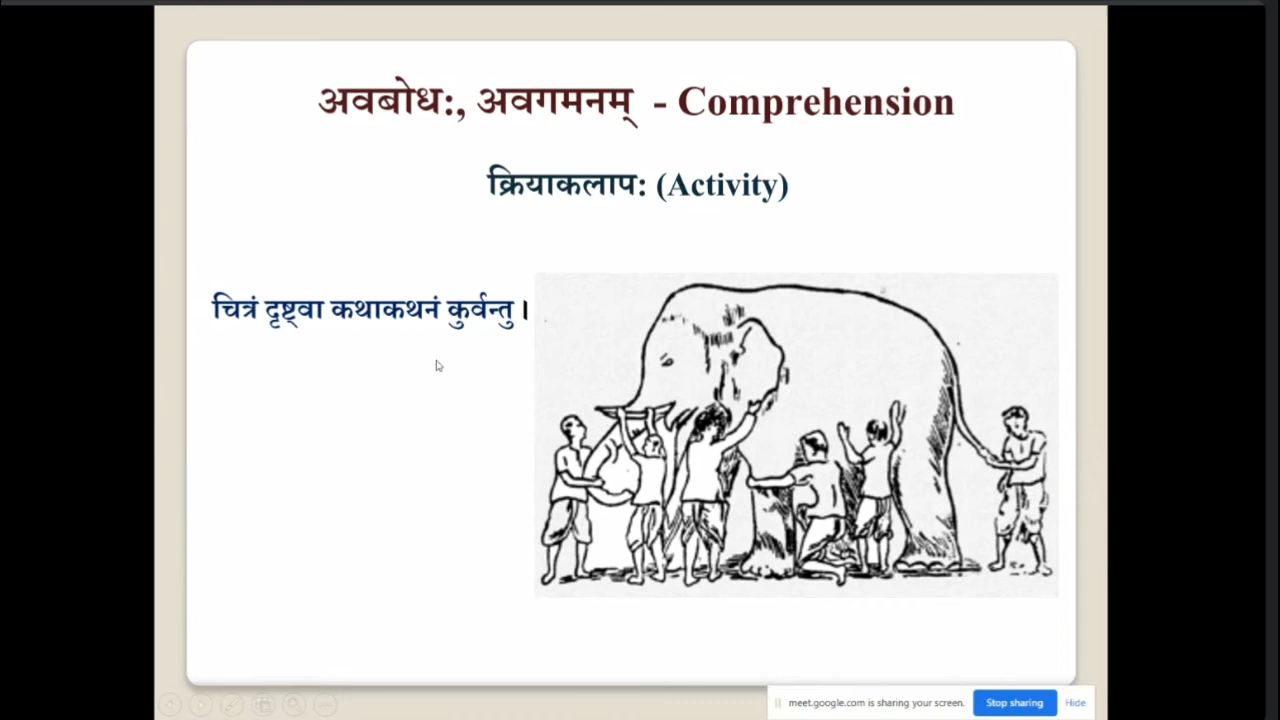 अवबोध:, अवगमनम् - Comprehension
क्रियाकलाप: (Activity)
चित्रं दृष्ट्वा कथाकथनं कुर्वन्तु ।
meet.google.com is sharing your screen. Stop sharing Hide